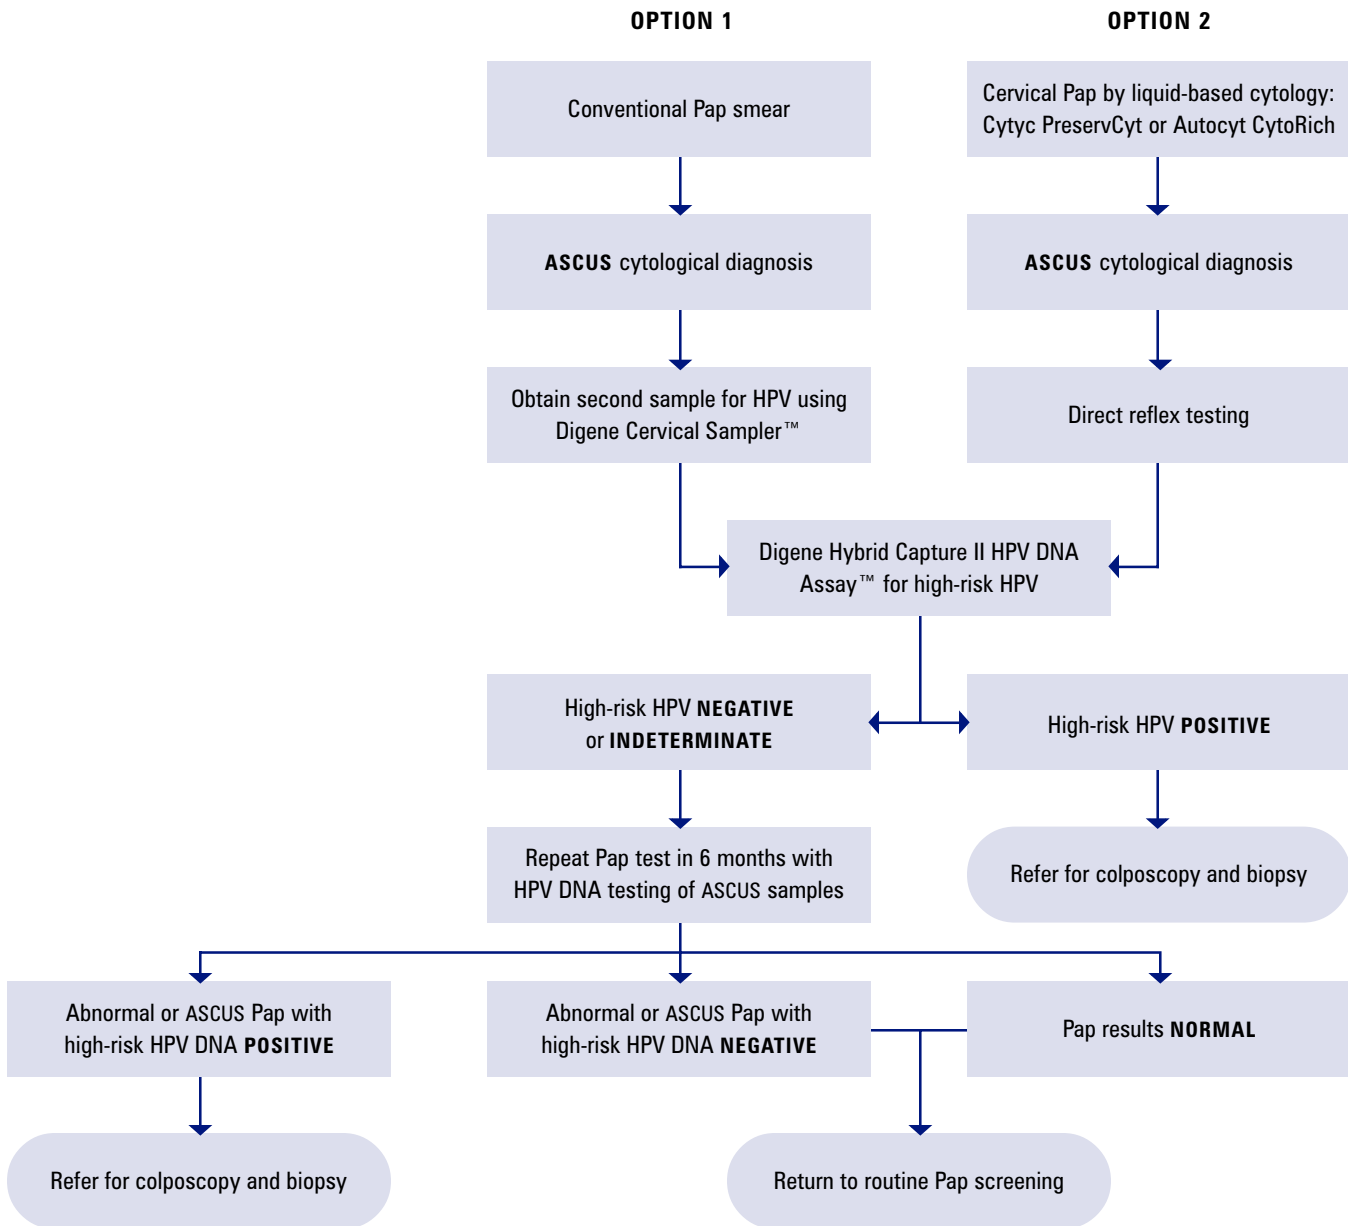 OPTION 1
OPTION 2
Conventional Pap smear
Cervical Pap by liquid-based cytology:
Cytyc PreservCyt or Autocyt CytoRich
ASCUS cytological diagnosis
ASCUS cytological diagnosis
Obtain second sample for HPV using
Digene Cervical Sampler™
Direct reflex testing
Digene Hybrid Capture II HPV DNA
Assay™ for high-risk HPV
High-risk HPV NEGATIVE
or INDETERMINATE
High-risk HPV POSITIVE
Repeat Pap test in 6 months with
HPV DNA testing of ASCUS samples
Refer for colposcopy and biopsy
Abnormal or ASCUS Pap with
high-risk HPV DNA POSITIVE
Abnormal or ASCUS Pap with
high-risk HPV DNA NEGATIVE
Pap results NORMAL
Refer for colposcopy and biopsy
Return to routine Pap screening